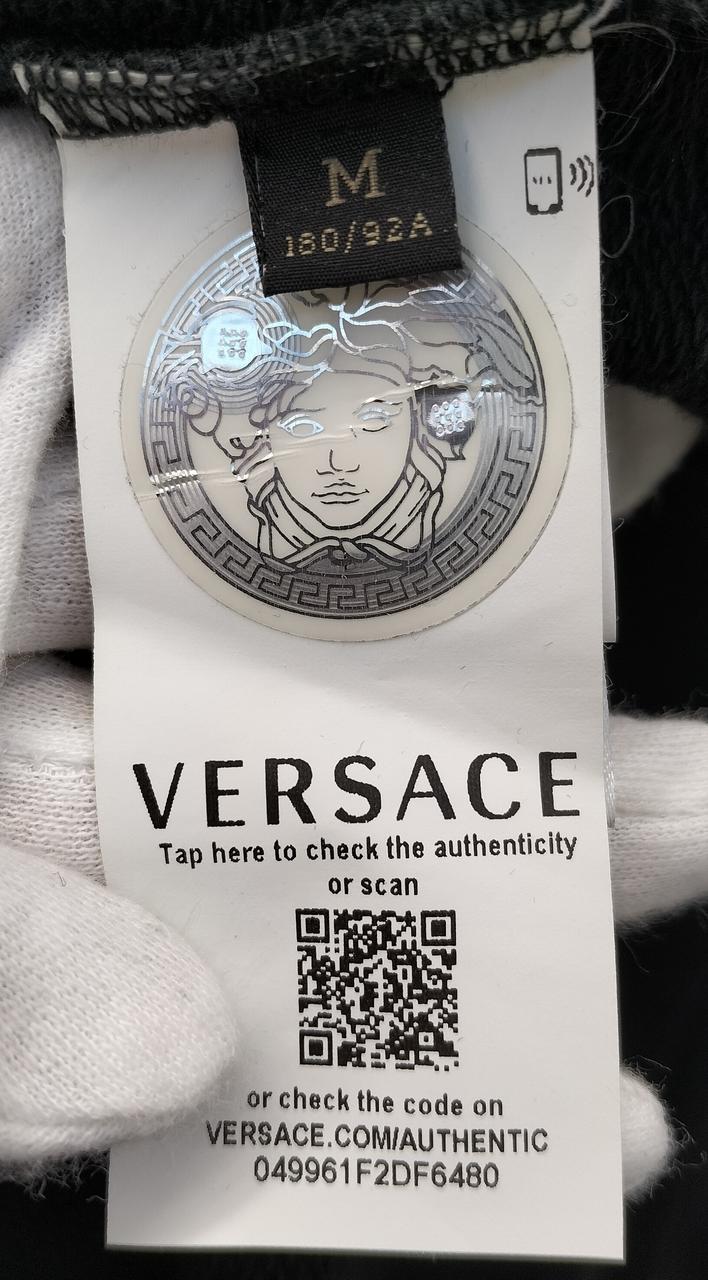 M
180/92A
VERSACE
Tap here to check the authenticity
or scan
or check the code on
VERSACE.COM/AUTHENTIC
049961F2DF6480